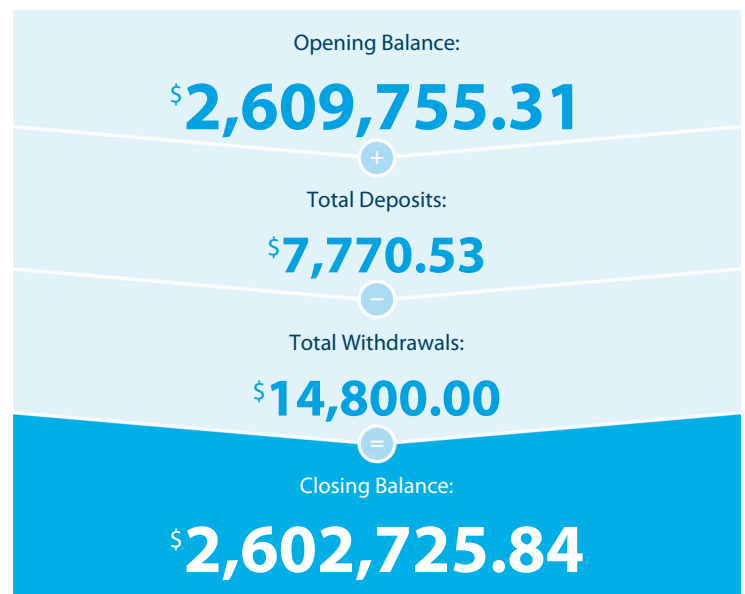 Opening Balance:
$2,609,755.31
+
Total Deposits:
$7,770.53
−
Total Withdrawals:
$14,800.00
=
Closing Balance:
$2,602,725.84